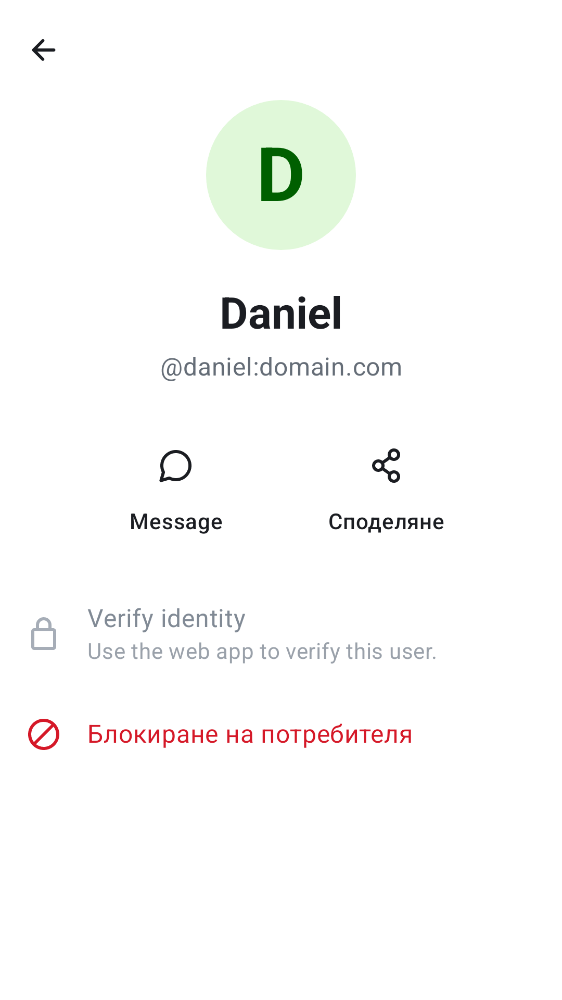 D
Daniel
@daniel:domain.com
Message
Споделяне
Verify identity
Use the web app to verify this user.
Блокиране на потребителя